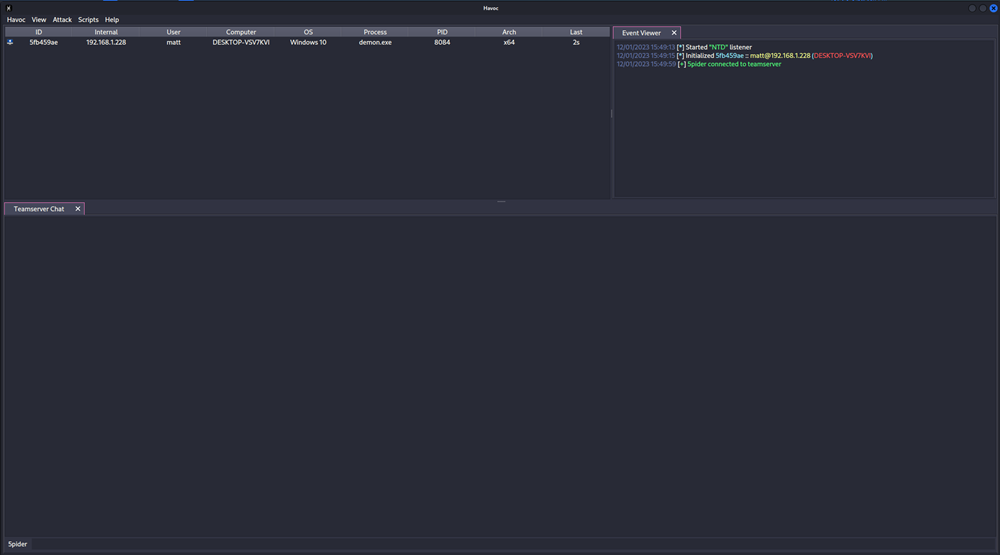 Havoc
Havoc View Attack Scripts Help
ID Internal User Computer OS Process PID Arch Last
5fb459ae 192.168.1.228 matt DESKTOP-VSV7KVI Windows 10 demon.exe 8084 x64 2s
Event Viewer
12/01/2023 15:49:13 [*] Started "NTD" listener
12/01/2023 15:49:15 [*] Initialized 5fb459ae :: matt@192.168.1.228 (DESKTOP-VSV7KVI)
12/01/2023 15:49:59 [+] 5pider connected to teamserver
Teamserver Chat
5pider